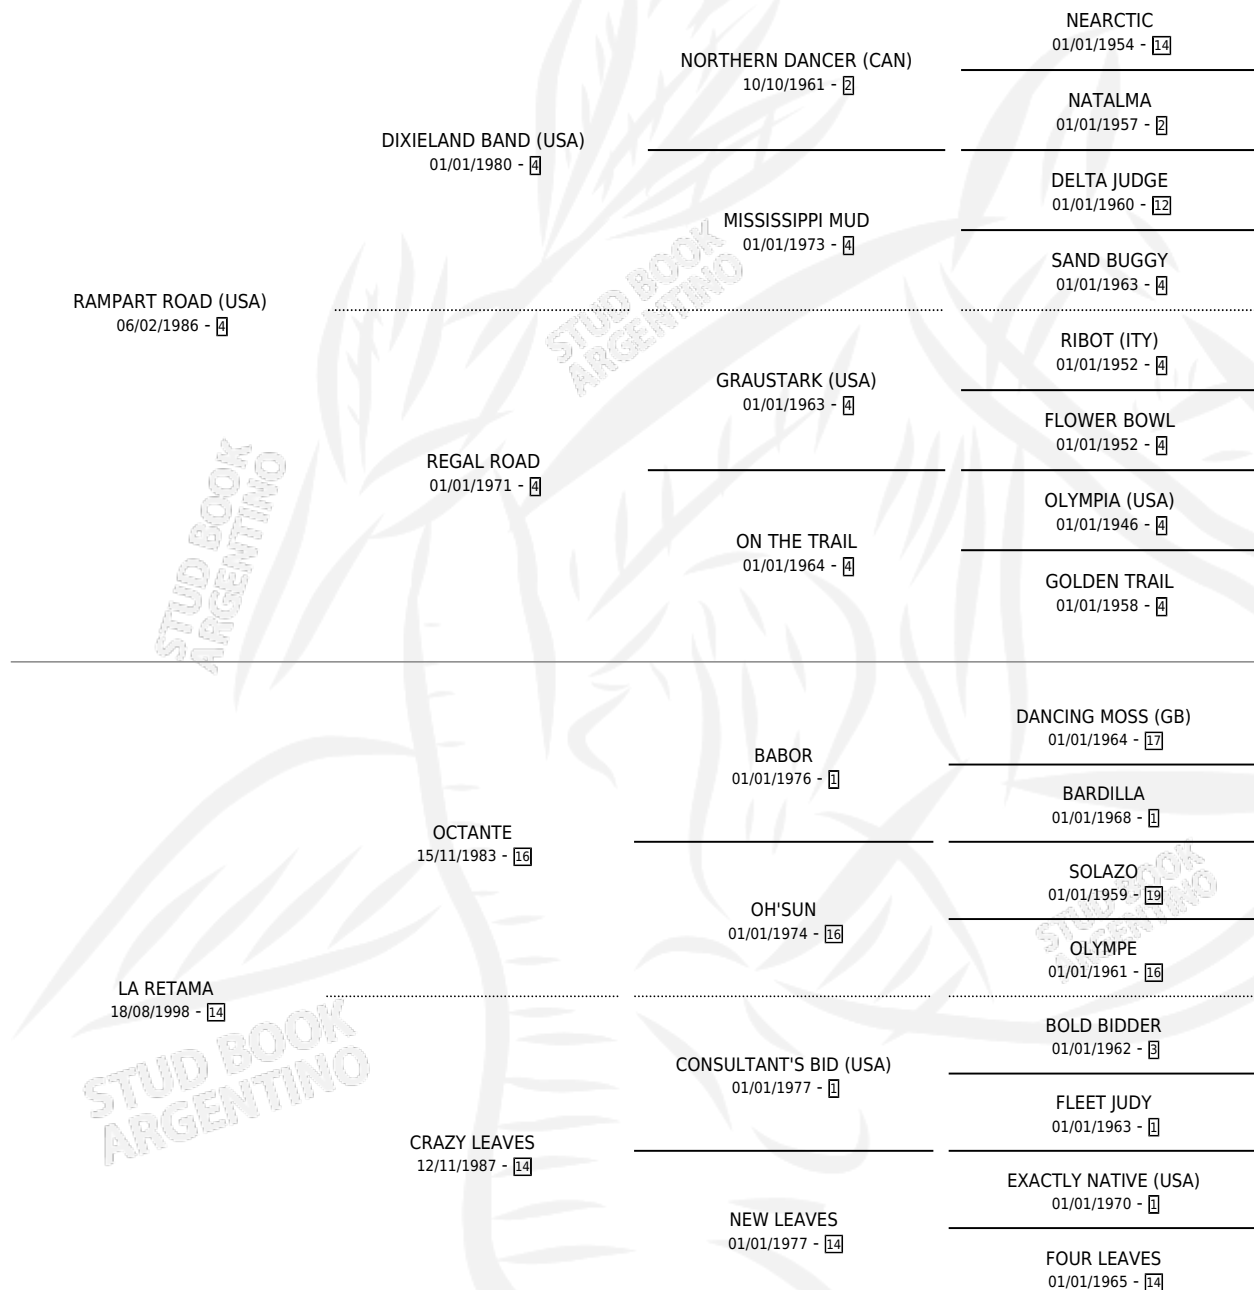 NEARCTIC
01/01/1954 - 14
NORTHERN DANCER (CAN)
10/10/1961 - 2
NATALMA
01/01/1957 - 2
DIXIELAND BAND (USA)
01/01/1980 - 4
DELTA JUDGE
01/01/1960 - 12
MISSISSIPPI MUD
01/01/1973 - 4
SAND BUGGY
01/01/1963 - 4
RAMPART ROAD (USA)
06/02/1986 - 4
STUD BOOK
ARGENTINO
RIBOT (ITY)
01/01/1952 - 4
GRAUSTARK (USA)
01/01/1963 - 4
FLOWER BOWL
01/01/1952 - 4
REGAL ROAD
01/01/1971 - 4
OLYMPIA (USA)
01/01/1946 - 4
ON THE TRAIL
01/01/1964 - 4
GOLDEN TRAIL
01/01/1958 - 4
STUD BOOK
ARGENTINO
DANCING MOSS (GB)
01/01/1964 - 17
BABOR
01/01/1976 - 1
BARDILLA
01/01/1968 - 1
OCTANTE
15/11/1983 - 16
SOLAZO
01/01/1959 - 19
OH'SUN
01/01/1974 - 16
STUD BOOK
ARGENTINO
OLYMPE
01/01/1961 - 16
LA RETAMA
18/08/1998 - 14
STUD BOOK
ARGENTINO
BOLD BIDDER
01/01/1962 - 3
CONSULTANT'S BID (USA)
01/01/1977 - 1
FLEET JUDY
01/01/1963 - 1
CRAZY LEAVES
12/11/1987 - 14
EXACTLY NATIVE (USA)
01/01/1970 - 1
NEW LEAVES
01/01/1977 - 14
FOUR LEAVES
01/01/1965 - 14